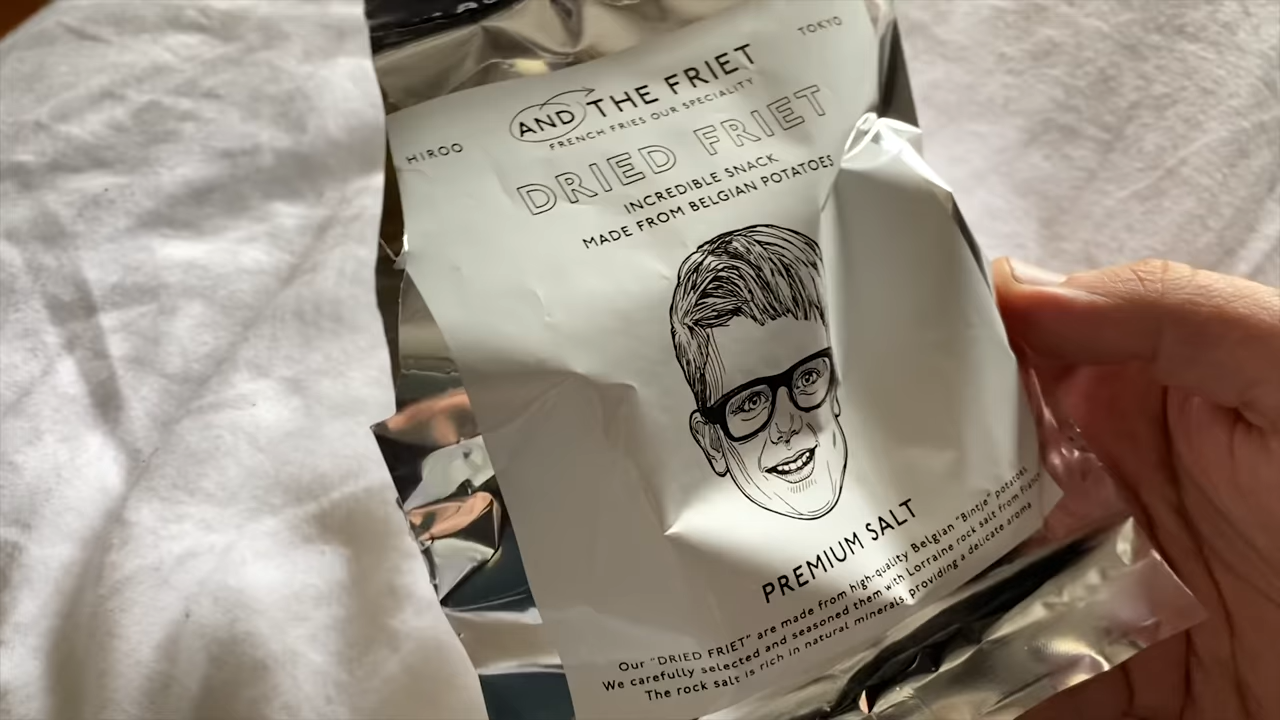 TOKYO
AND THE FRIET
FRENCH FRIES OUR SPECIALITY
HIROO
DRIED FRIET
INCREDIBLE SNACK
MADE FROM BELGIAN POTATOES
PREMIUM SALT
Our "DRIED FRIET" are made from high-quality Belgian "Bintje" potatoes
We carefully selected and seasoned them with Lorraine rock salt from France
The rock salt is rich in natural minerals, providing a delicate aroma